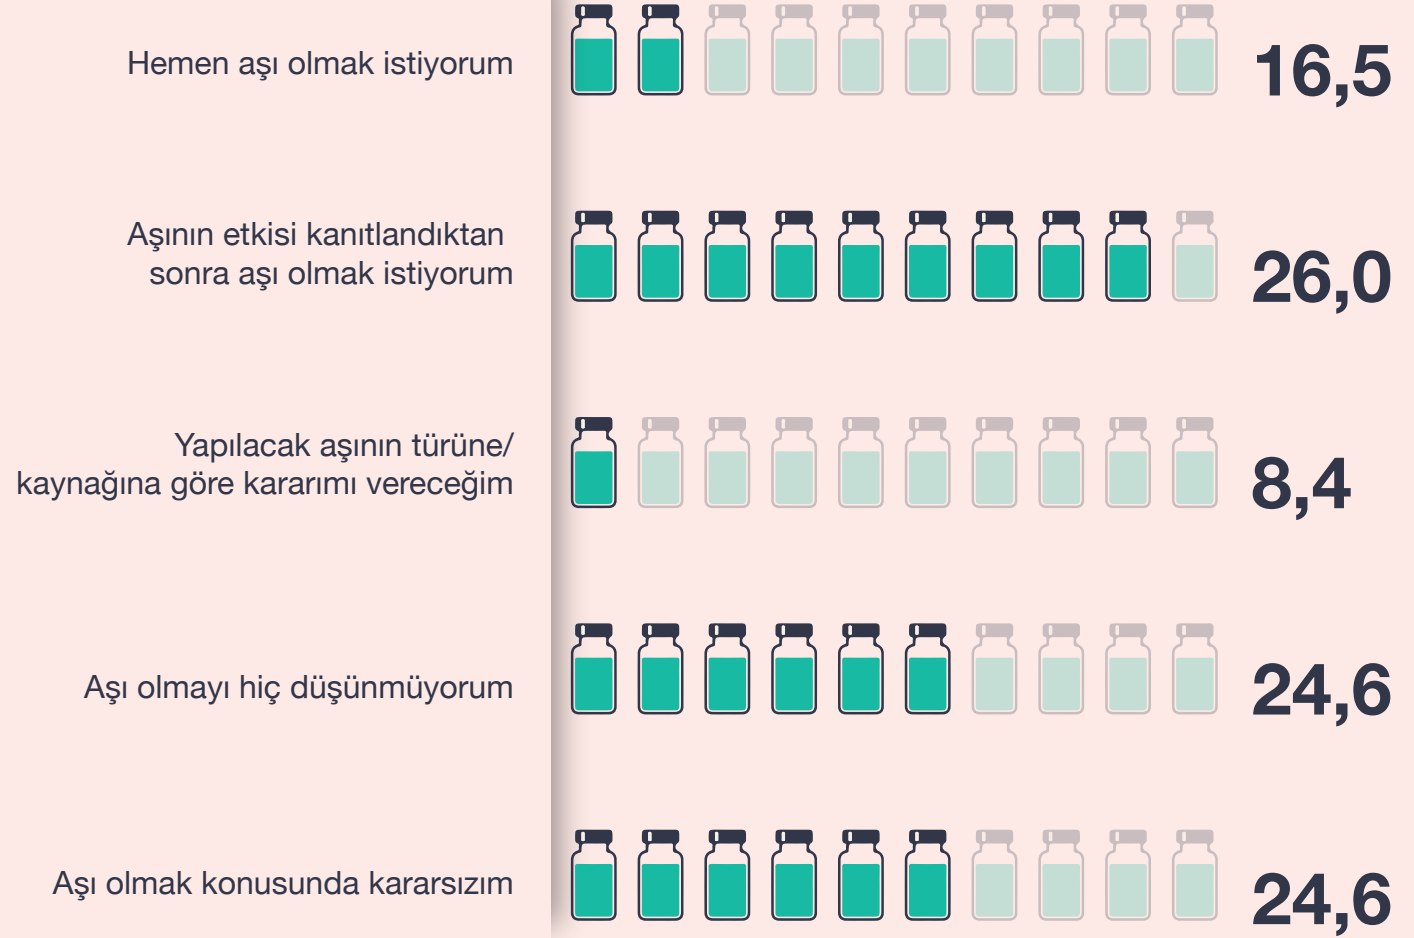 Hemen aşı olmak istiyorum
16,5
Aşının etkisi kanıtlandıktan
sonra aşı olmak istiyorum
26,0
Yapılacak aşının türüne/
kaynağına göre kararımı vereceğim
8,4
Aşı olmayı hiç düşünmüyorum
24,6
Aşı olmak konusunda kararsızım
24,6